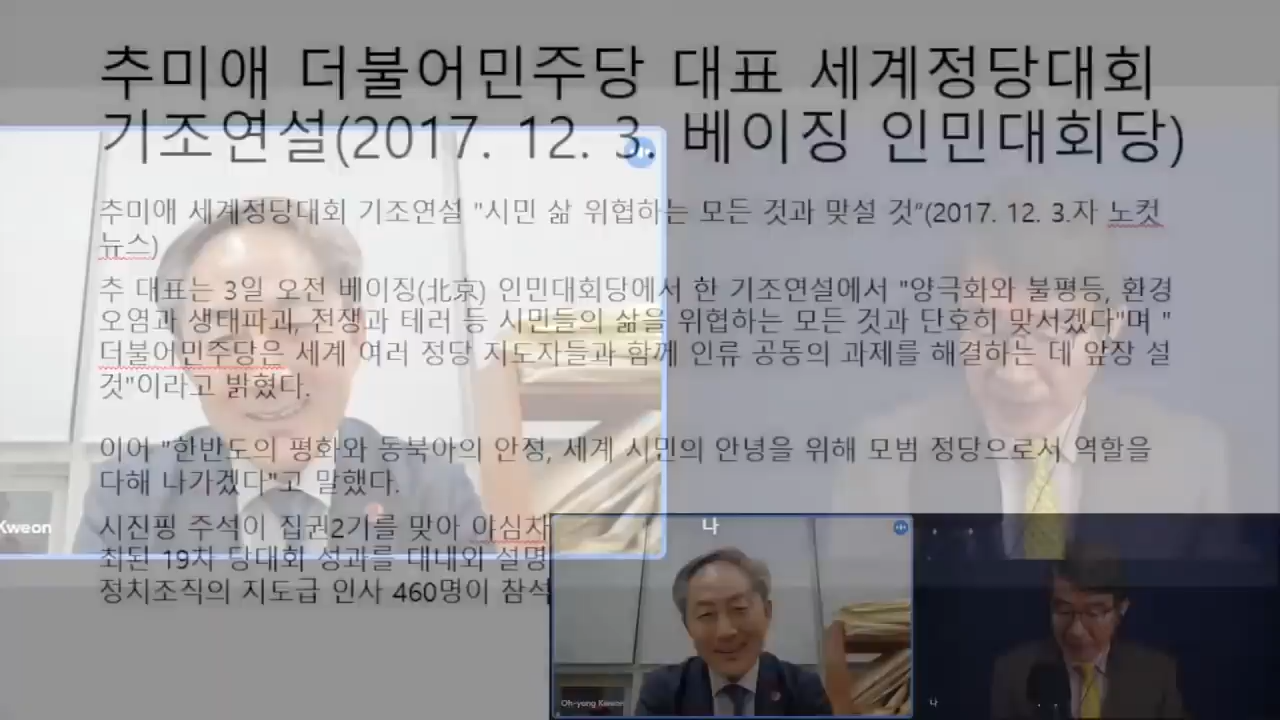 추미애 더불어민주당 대표 세계정당대회
기조연설(2017. 12. 3. 베이징 인민대회당)
추미애 세계정당대회 기조연설 "시민 삶 위협하는 모든 것과 맞설 것"(2017. 12. 3.자 노컷
뉴스)
추 대표는 3일 오전 베이징(北京) 인민대회당에서 한 기조연설에서 "양극화와 불평등, 환경
오염과 생태파괴, 전쟁과 테러 등 시민들의 삶을 위협하는 모든 것과 단호히 맞서겠다"며 "
더불어민주당은 세계 여러 정당 지도자들과 함께 인류 공동의 과제를 해결하는 데 앞장 설
것"이라고 밝혔다.
이어 "한반도의 평화와 동북아의 안정, 세계 시민의 안녕을 위해 모범 정당으로서 역할을
다해 나가겠다"고 말했다.
시진핑 주석이 집권2기를 맞아 야심차
최된 19차 당대회 성과를 대내외 설명
정치조직의 지도급 인사 460명이 참석
Kweon
나
Oh-yong Kweon
나